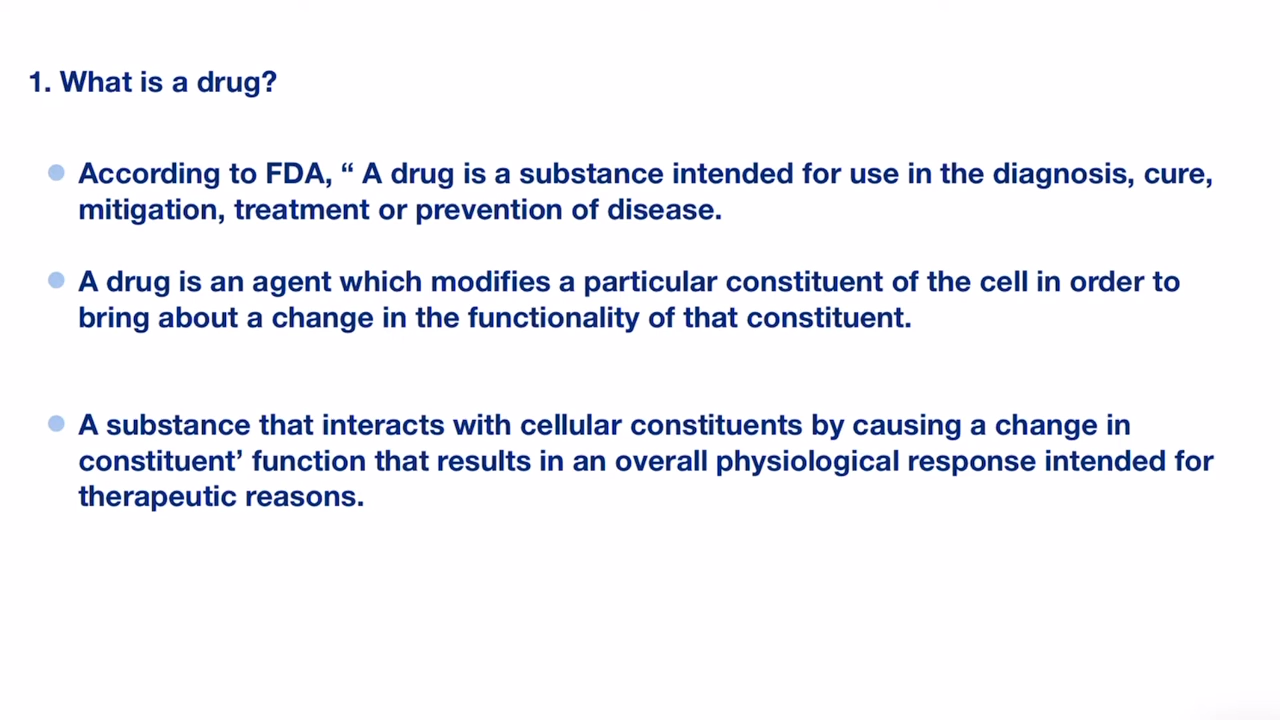 1. What is a drug?
According to FDA, “ A drug is a substance intended for use in the diagnosis, cure,
mitigation, treatment or prevention of disease.
A drug is an agent which modifies a particular constituent of the cell in order to
bring about a change in the functionality of that constituent.
A substance that interacts with cellular constituents by causing a change in
constituent’ function that results in an overall physiological response intended for
therapeutic reasons.